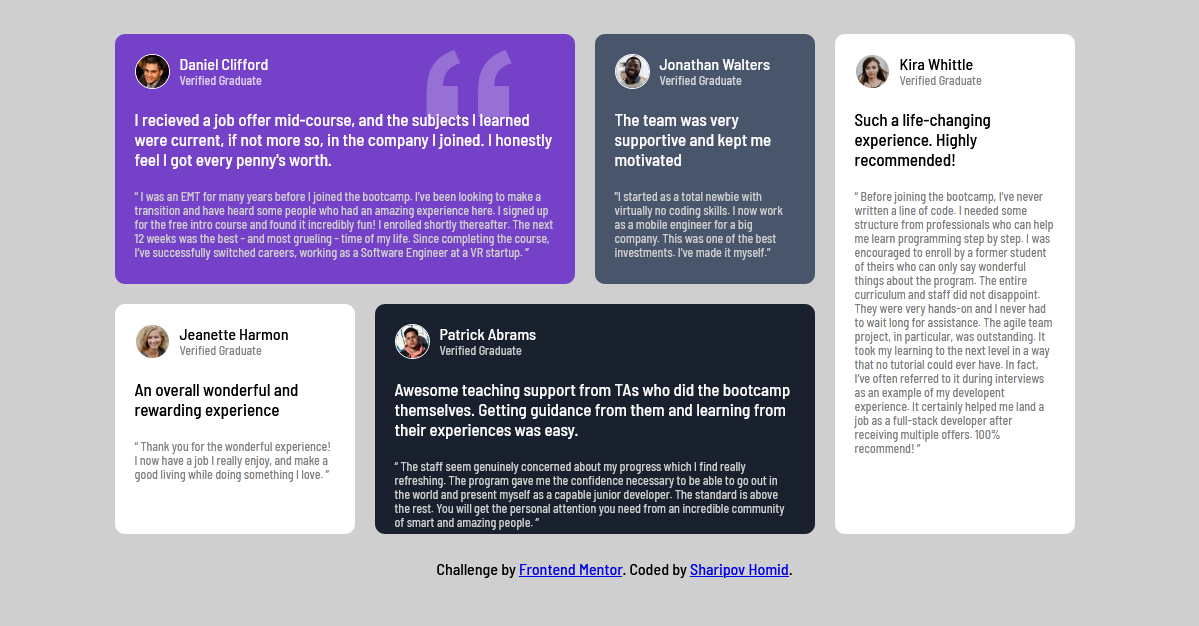 Daniel Clifford
Verified Graduate
I recieved a job offer mid-course, and the subjects I learned
were current, if not more so, in the company I joined. I honestly
feel I got every penny's worth.
“ I was an EMT for many years before I joined the bootcamp. I’ve been looking to make a
transition and have heard some people who had an amazing experience here. I signed up
for the free intro course and found it incredibly fun! I enrolled shortly thereafter. The next
12 weeks was the best - and most grueling - time of my life. Since completing the course,
I’ve successfully switched careers, working as a Software Engineer at a VR startup. ”
Jonathan Walters
Verified Graduate
The team was very
supportive and kept me
motivated
"I started as a total newbie with
virtually no coding skills. I now work
as a mobile engineer for a big
company. This was one of the best
investments. I've made it myself."
Kira Whittle
Verified Graduate
Such a life-changing
experience. Highly
recommended!
“ Before joining the bootcamp, I’ve never
written a line of code. I needed some
structure from professionals who can help
me learn programming step by step. I was
encouraged to enroll by a former student
of theirs who can only say wonderful
things about the program. The entire
curriculum and staff did not disappoint.
They were very hands-on and I never had
to wait long for assistance. The agile team
project, in particular, was outstanding. It
took my learning to the next level in a way
that no tutorial could ever have. In fact,
I’ve often referred to it during interviews
as an example of my developent
experience. It certainly helped me land a
job as a full-stack developer after
receiving multiple offers. 100%
recommend! ”
Jeanette Harmon
Verified Graduate
An overall wonderful and
rewarding experience
“ Thank you for the wonderful experience!
I now have a job I really enjoy, and make a
good living while doing something I love. ”
Patrick Abrams
Verified Graduate
Awesome teaching support from TAs who did the bootcamp
themselves. Getting guidance from them and learning from
their experiences was easy.
“ The staff seem genuinely concerned about my progress which I find really
refreshing. The program gave me the confidence necessary to be able to go out in
the world and present myself as a capable junior developer. The standard is above
the rest. You will get the personal attention you need from an incredible community
of smart and amazing people. ”
Challenge by Frontend Mentor. Coded by Sharipov Homid.